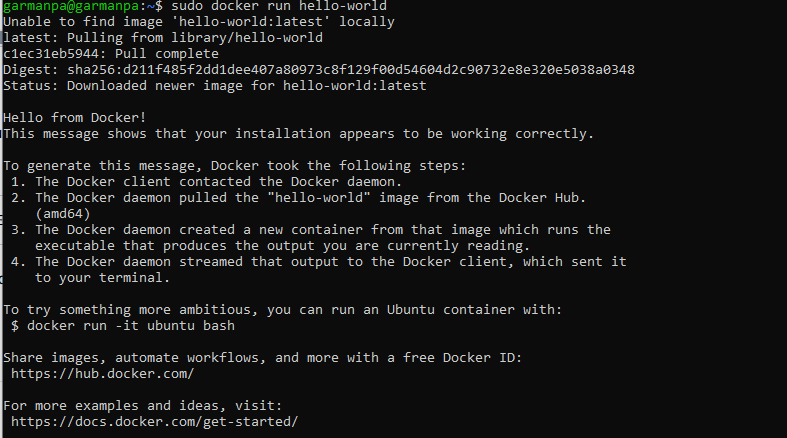 garmanpa@garmanpa:~$ sudo docker run hello-world
Unable to find image 'hello-world:latest' locally
latest: Pulling from library/hello-world
c1ec31eb5944: Pull complete
Digest: sha256:d211f485f2dd1dee407a80973c8f129f00d54604d2c90732e8e320e5038a0348
Status: Downloaded newer image for hello-world:latest

Hello from Docker!
This message shows that your installation appears to be working correctly.

To generate this message, Docker took the following steps:
 1. The Docker client contacted the Docker daemon.
 2. The Docker daemon pulled the "hello-world" image from the Docker Hub.
    (amd64)
 3. The Docker daemon created a new container from that image which runs the
    executable that produces the output you are currently reading.
 4. The Docker daemon streamed that output to the Docker client, which sent it
    to your terminal.

To try something more ambitious, you can run an Ubuntu container with:
 $ docker run -it ubuntu bash

Share images, automate workflows, and more with a free Docker ID:
 https://hub.docker.com/

For more examples and ideas, visit:
 https://docs.docker.com/get-started/